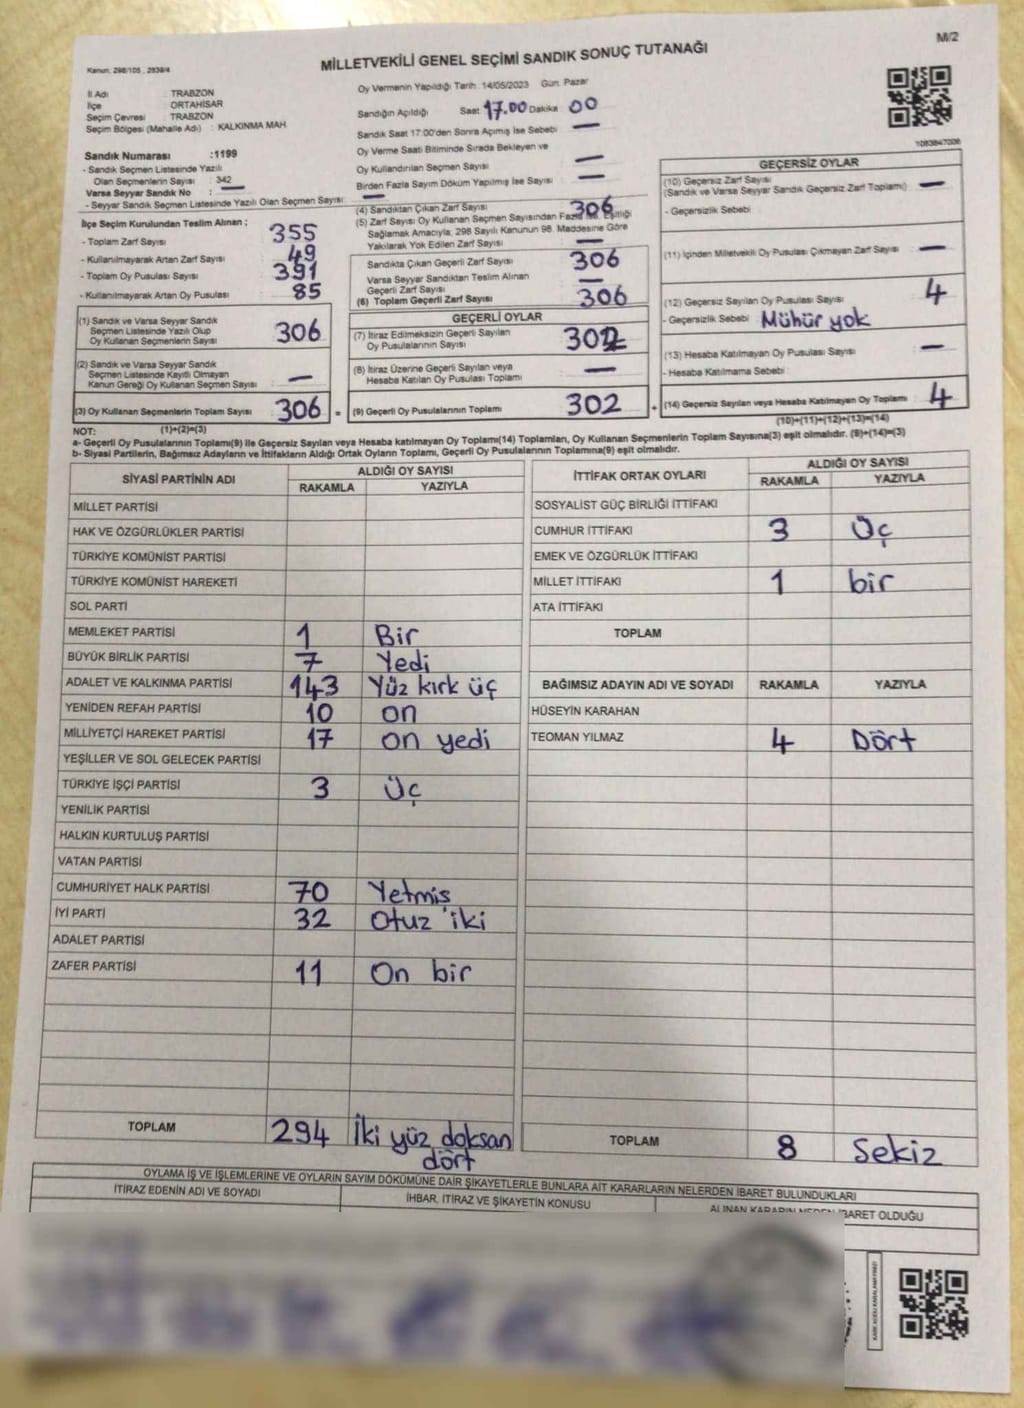 M/2
MİLLETVEKİLİ GENEL SEÇİMİ SANDIK SONUÇ TUTANAĞI
Kanun: 298/105 , 2839/4
İl Adı : TRABZON
İlçe : ORTAHİSAR
Seçim Çevresi : TRABZON
Seçim Bölgesi (Mahalle Adı) : KALKINMA MAH
Sandık Numarası :1199
- Sandık Seçmen Listesinde Yazılı
Olan Seçmenlerin Sayısı : 342
Varsa Seyyar Sandık No : —
- Seyyar Sandık Seçmen Listesinde Yazılı Olan Seçmen Sayısı : —
Oy Vermenin Yapıldığı Tarih : 14/05/2023 Gün: Pazar
Sandığın Açıldığı Saat 17.00 Dakika 00
Sandık Saat 17:00'den Sonra Açılmış İse Sebebi —
Oy Verme Saati Bitiminde Sırada Bekleyen ve
Oy Kullandırılan Seçmen Sayısı —
Birden Fazla Sayım Döküm Yapılmış İse Sayısı —
(4) Sandıktan Çıkan Zarf Sayısı 306
(5) Zarf Sayısı Oy Kullanan Seçmen Sayısından Fazla ise, Eşitliği
Sağlamak Amacıyla, 298 Sayılı Kanunun 98. Maddesine Göre
Yakılarak Yok Edilen Zarf Sayısı —
Sandıkta Çıkan Geçerli Zarf Sayısı 306
Varsa Seyyar Sandıktan Teslim Alınan
Geçerli Zarf Sayısı —
(6) Toplam Geçerli Zarf Sayısı 306
İlçe Seçim Kurulundan Teslim Alınan ;
- Toplam Zarf Sayısı 355
- Kullanılmayarak Artan Zarf Sayısı 49
- Toplam Oy Pusulası Sayısı 391
- Kullanılmayarak Artan Oy Pusulası 85
(1) Sandık ve Varsa Seyyar Sandık
Seçmen Listesinde Yazılı Olup
Oy Kullanan Seçmenlerin Sayısı 306
(2) Sandık ve Varsa Seyyar Sandık
Seçmen Listesinde Kayıtlı Olmayan
Kanun Gereği Oy Kullanan Seçmen Sayısı —
(3) Oy Kullanan Seçmenlerin Toplam Sayısı 306 =
(1)+(2)=(3)
GEÇERLİ OYLAR
(7) İtiraz Edilmeksizin Geçerli Sayılan
Oy Pusulalarının Sayısı 302
(8) İtiraz Üzerine Geçerli Sayılan veya
Hesaba Katılan Oy Pusulası Toplamı —
(9) Geçerli Oy Pusulalarının Toplamı 302 +
1083847006
GEÇERSİZ OYLAR
(10) Geçersiz Zarf Sayısı
(Sandık ve Varsa Seyyar Sandık Geçersiz Zarf Toplamı) —
- Geçersizlik Sebebi :
(11) İçinden Milletvekili Oy Pusulası Çıkmayan Zarf Sayısı —
(12) Geçersiz Sayılan Oy Pusulası Sayısı 4
- Geçersizlik Sebebi Mühür yok
(13) Hesaba Katılmayan Oy Pusulası Sayısı —
- Hesaba Katılmama Sebebi :
(14) Geçersiz Sayılan veya Hesaba Katılmayan Oy Toplamı 4
(10)+(11)+(12)+(13)=(14)
NOT:
a- Geçerli Oy Pusulalarının Toplamı(9) ile Geçersiz Sayılan veya Hesaba katılmayan Oy Toplamı(14) Toplamları, Oy Kullanan Seçmenlerin Toplam Sayısına(3) eşit olmalıdır. (9)+(14)=(3)
b- Siyasi Partilerin, Bağımsız Adayların ve İttifakların Aldığı Ortak Oyların Toplamı, Geçerli Oy Pusulalarının Toplamına(9) eşit olmalıdır.
SİYASİ PARTİNİN ADI ALDIĞI OY SAYISI
RAKAMLA YAZIYLA
MİLLET PARTİSİ
HAK VE ÖZGÜRLÜKLER PARTİSİ
TÜRKİYE KOMÜNİST PARTİSİ
TÜRKİYE KOMÜNİST HAREKETİ
SOL PARTİ
MEMLEKET PARTİSİ 1 Bir
BÜYÜK BİRLİK PARTİSİ 7 Yedi
ADALET VE KALKINMA PARTİSİ 143 Yüz kırk üç
YENİDEN REFAH PARTİSİ 10 on
MİLLİYETÇİ HAREKET PARTİSİ 17 on yedi
YEŞİLLER VE SOL GELECEK PARTİSİ
TÜRKİYE İŞÇİ PARTİSİ 3 Üç
YENİLİK PARTİSİ
HALKIN KURTULUŞ PARTİSİ
VATAN PARTİSİ
CUMHURİYET HALK PARTİSİ 70 Yetmiş
İYİ PARTİ 32 Otuz iki
ADALET PARTİSİ
ZAFER PARTİSİ 11 On bir
TOPLAM 294 İki yüz doksan
dört
İTTİFAK ORTAK OYLARI ALDIĞI OY SAYISI
RAKAMLA YAZIYLA
SOSYALİST GÜÇ BİRLİĞİ İTTİFAKI
CUMHUR İTTİFAKI 3 Üç
EMEK VE ÖZGÜRLÜK İTTİFAKI
MİLLET İTTİFAKI 1 bir
ATA İTTİFAKI
TOPLAM
BAĞIMSIZ ADAYIN ADI VE SOYADI RAKAMLA YAZIYLA
HÜSEYİN KARAHAN
TEOMAN YILMAZ 4 Dört
TOPLAM 8 Sekiz
OYLAMA İŞ VE İŞLEMLERİNE VE OYLARIN SAYIM DÖKÜMÜNE DAİR ŞİKAYETLERLE BUNLARA AİT KARARLARIN NELERDEN İBARET BULUNDUKLARI
İTİRAZ EDENİN ADI VE SOYADI İHBAR, İTİRAZ VE ŞİKAYETİN KONUSU ALINAN KARARIN NEDEN İBARET OLDUĞU